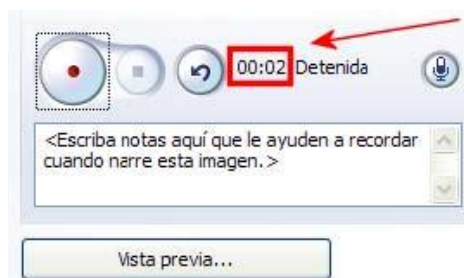 00:02 Detenida
<Escriba notas aquí que le ayuden a recordar
cuando narre esta imagen.>
Vista previa...